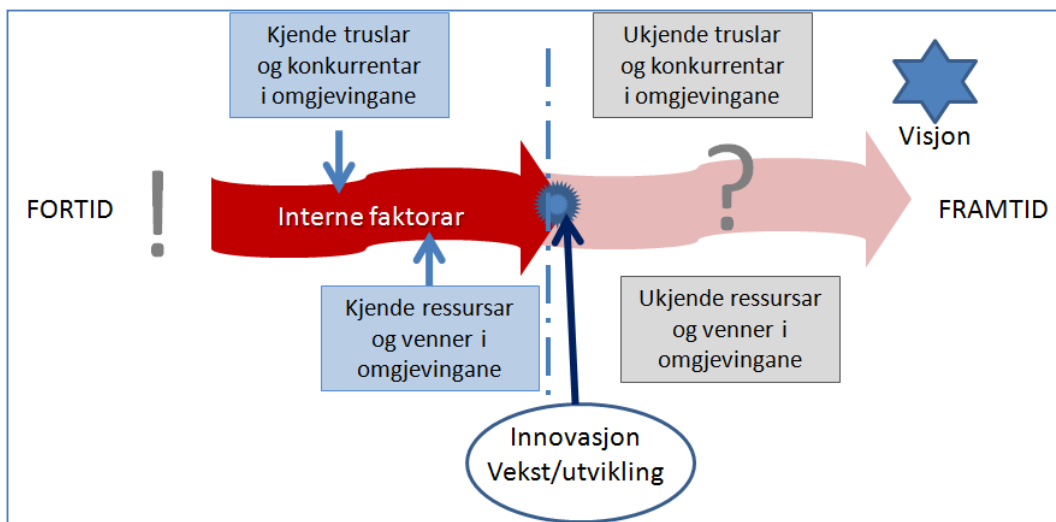 Kjende truslar
og konkurrentar
i omgjevingane
Ukjende truslar
og konkurrentar
i omgjevingane
Visjon
FORTID
!
Interne faktorar
?
FRAMTID
Kjende ressursar
og venner i
omgjevingane
Ukjende ressursar
og venner i
omgjevingane
Innovasjon
Vekst/utvikling